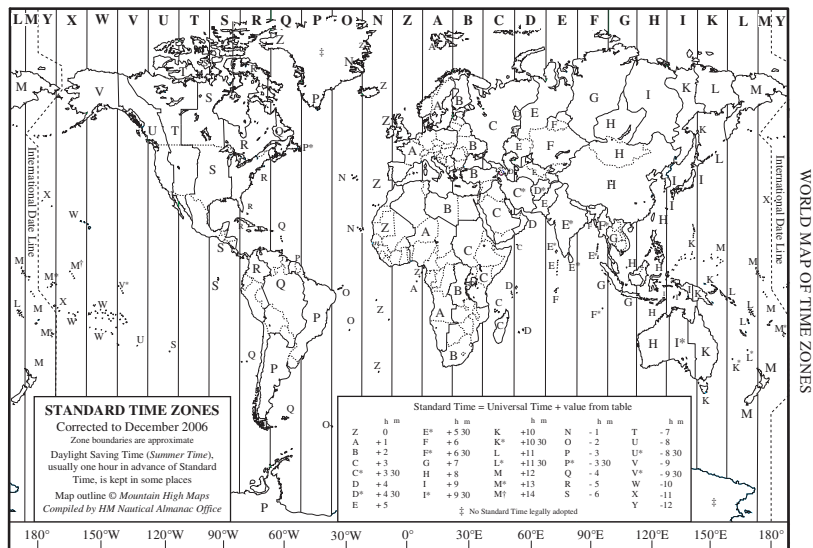 L M Y X W V U T S R Q P O N Z A B C D E F G H I K L M Y
WORLD MAP OF TIME ZONES
International Date Line
International Date Line
STANDARD TIME ZONES
Corrected to December 2006
Zone boundaries are approximate
Daylight Saving Time (Summer Time),
usually one hour in advance of Standard
Time, is kept in some places
Map outline © Mountain High Maps
Compiled by HM Nautical Almanac Office
Standard Time = Universal Time + value from table
h m h m h m h m h m
Z 0 E* + 5 30 K +10 N - 1 T - 7
A + 1 F + 6 K* +10 30 O - 2 U - 8
B + 2 F* + 6 30 L +11 P - 3 U* - 8 30
C + 3 G + 7 L* +11 30 P* - 3 30 V - 9
C* + 3 30 H + 8 M +12 Q - 4 V* - 9 30
D + 4 I + 9 M* +13 R - 5 W -10
D* + 4 30 I* + 9 30 M† +14 S - 6 X -11
E + 5 Y -12
‡ No Standard Time legally adopted
180° 150°W 120°W 90°W 60°W 30°W 0° 30°E 60°E 90°E 120°E 150°E 180°